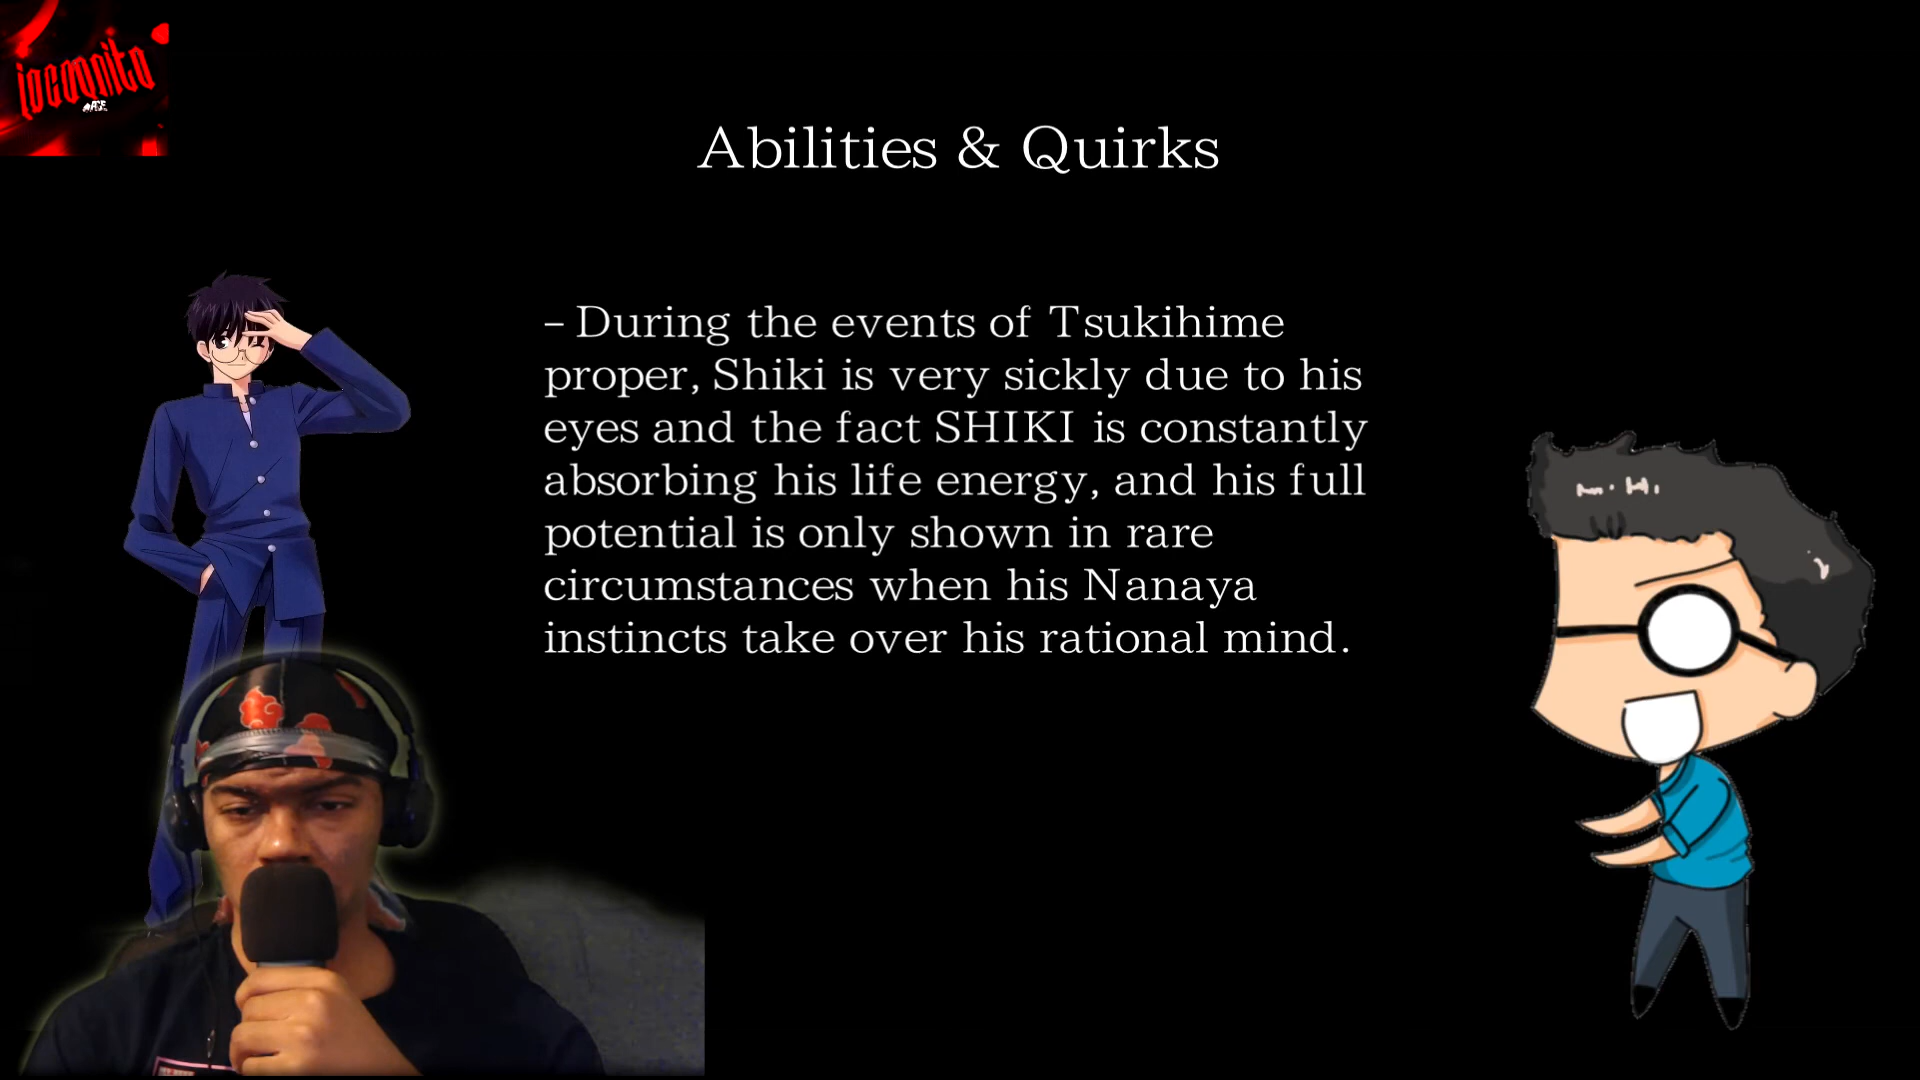 incognito
Abilities & Quirks
– During the events of Tsukihime
proper, Shiki is very sickly due to his
eyes and the fact SHIKI is constantly
absorbing his life energy, and his full
potential is only shown in rare
circumstances when his Nanaya
instincts take over his rational mind.